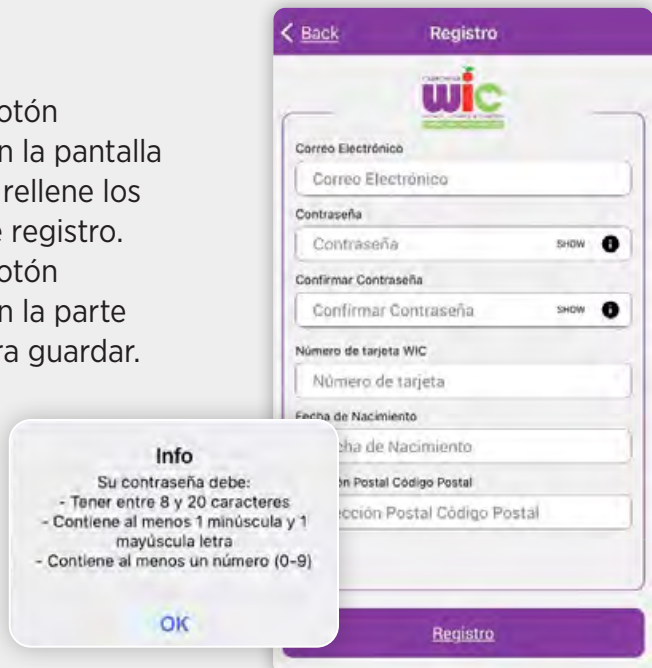 otón
n la pantalla
rellene los
e registro.
otón
n la parte
ra guardar.
Back Registro
wic
Correo Electrónico
Correo Electrónico
Contraseña
Contraseña SHOW
Confirmar Contraseña
Confirmar Contraseña SHOW
Número de tarjeta WIC
Número de tarjeta
Fecha de Nacimiento
cha de Nacimiento
ón Postal Código Postal
ección Postal Código Postal
Registro
Info
Su contraseña debe:
- Tener entre 8 y 20 caracteres
- Contiene al menos 1 minúscula y 1
mayúscula letra
- Contiene al menos un número (0-9)
OK